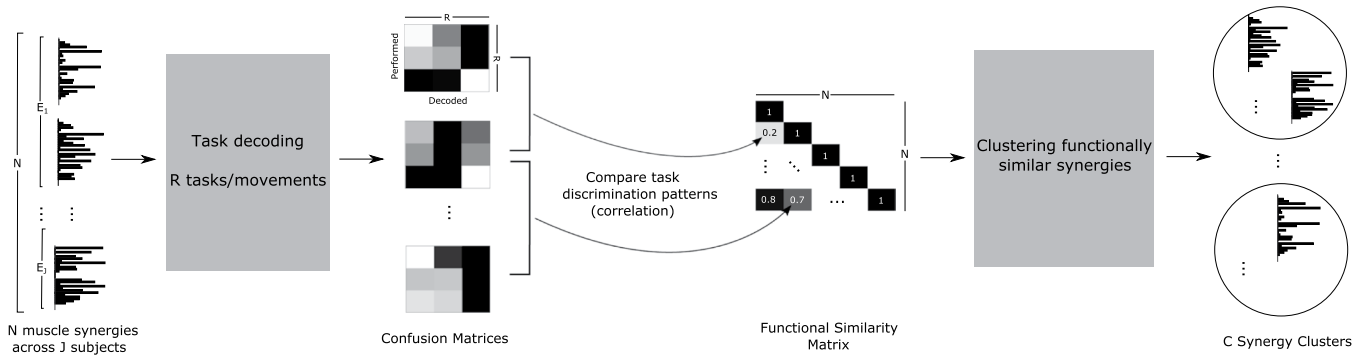 N
E1
EJ
N muscle synergies
across J subjects
Task decoding
R tasks/movements
R
Performed
R
Decoded
Confusion Matrices
Compare task
discrimination patterns
(correlation)
N
N
1
0.2 1
1
1
0.8 0.7 ... 1
Functional Similarity
Matrix
Clustering functionally
similar synergies
C Synergy Clusters